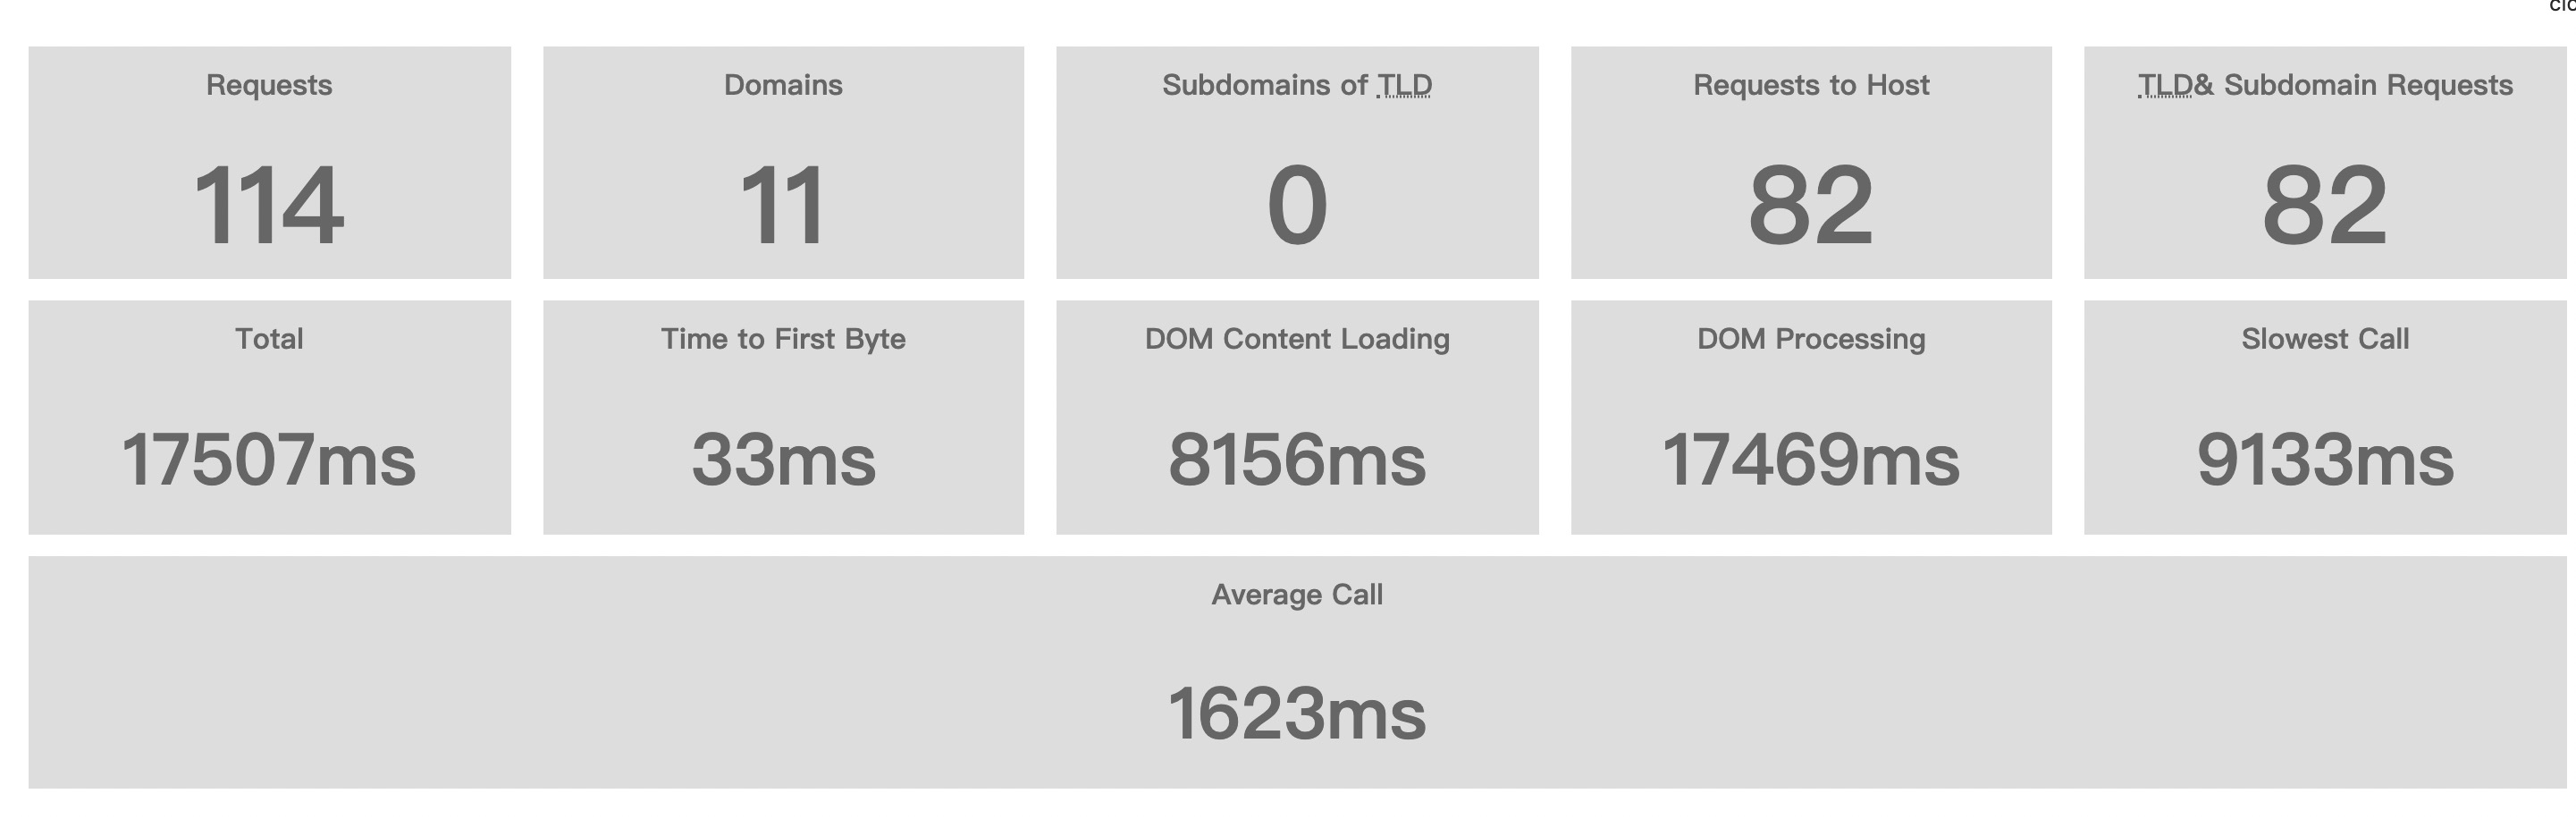 Requests
114
Domains
11
Subdomains of TLD
0
Requests to Host
82
TLD& Subdomain Requests
82
Total
17507ms
Time to First Byte
33ms
DOM Content Loading
8156ms
DOM Processing
17469ms
Slowest Call
9133ms
Average Call
1623ms